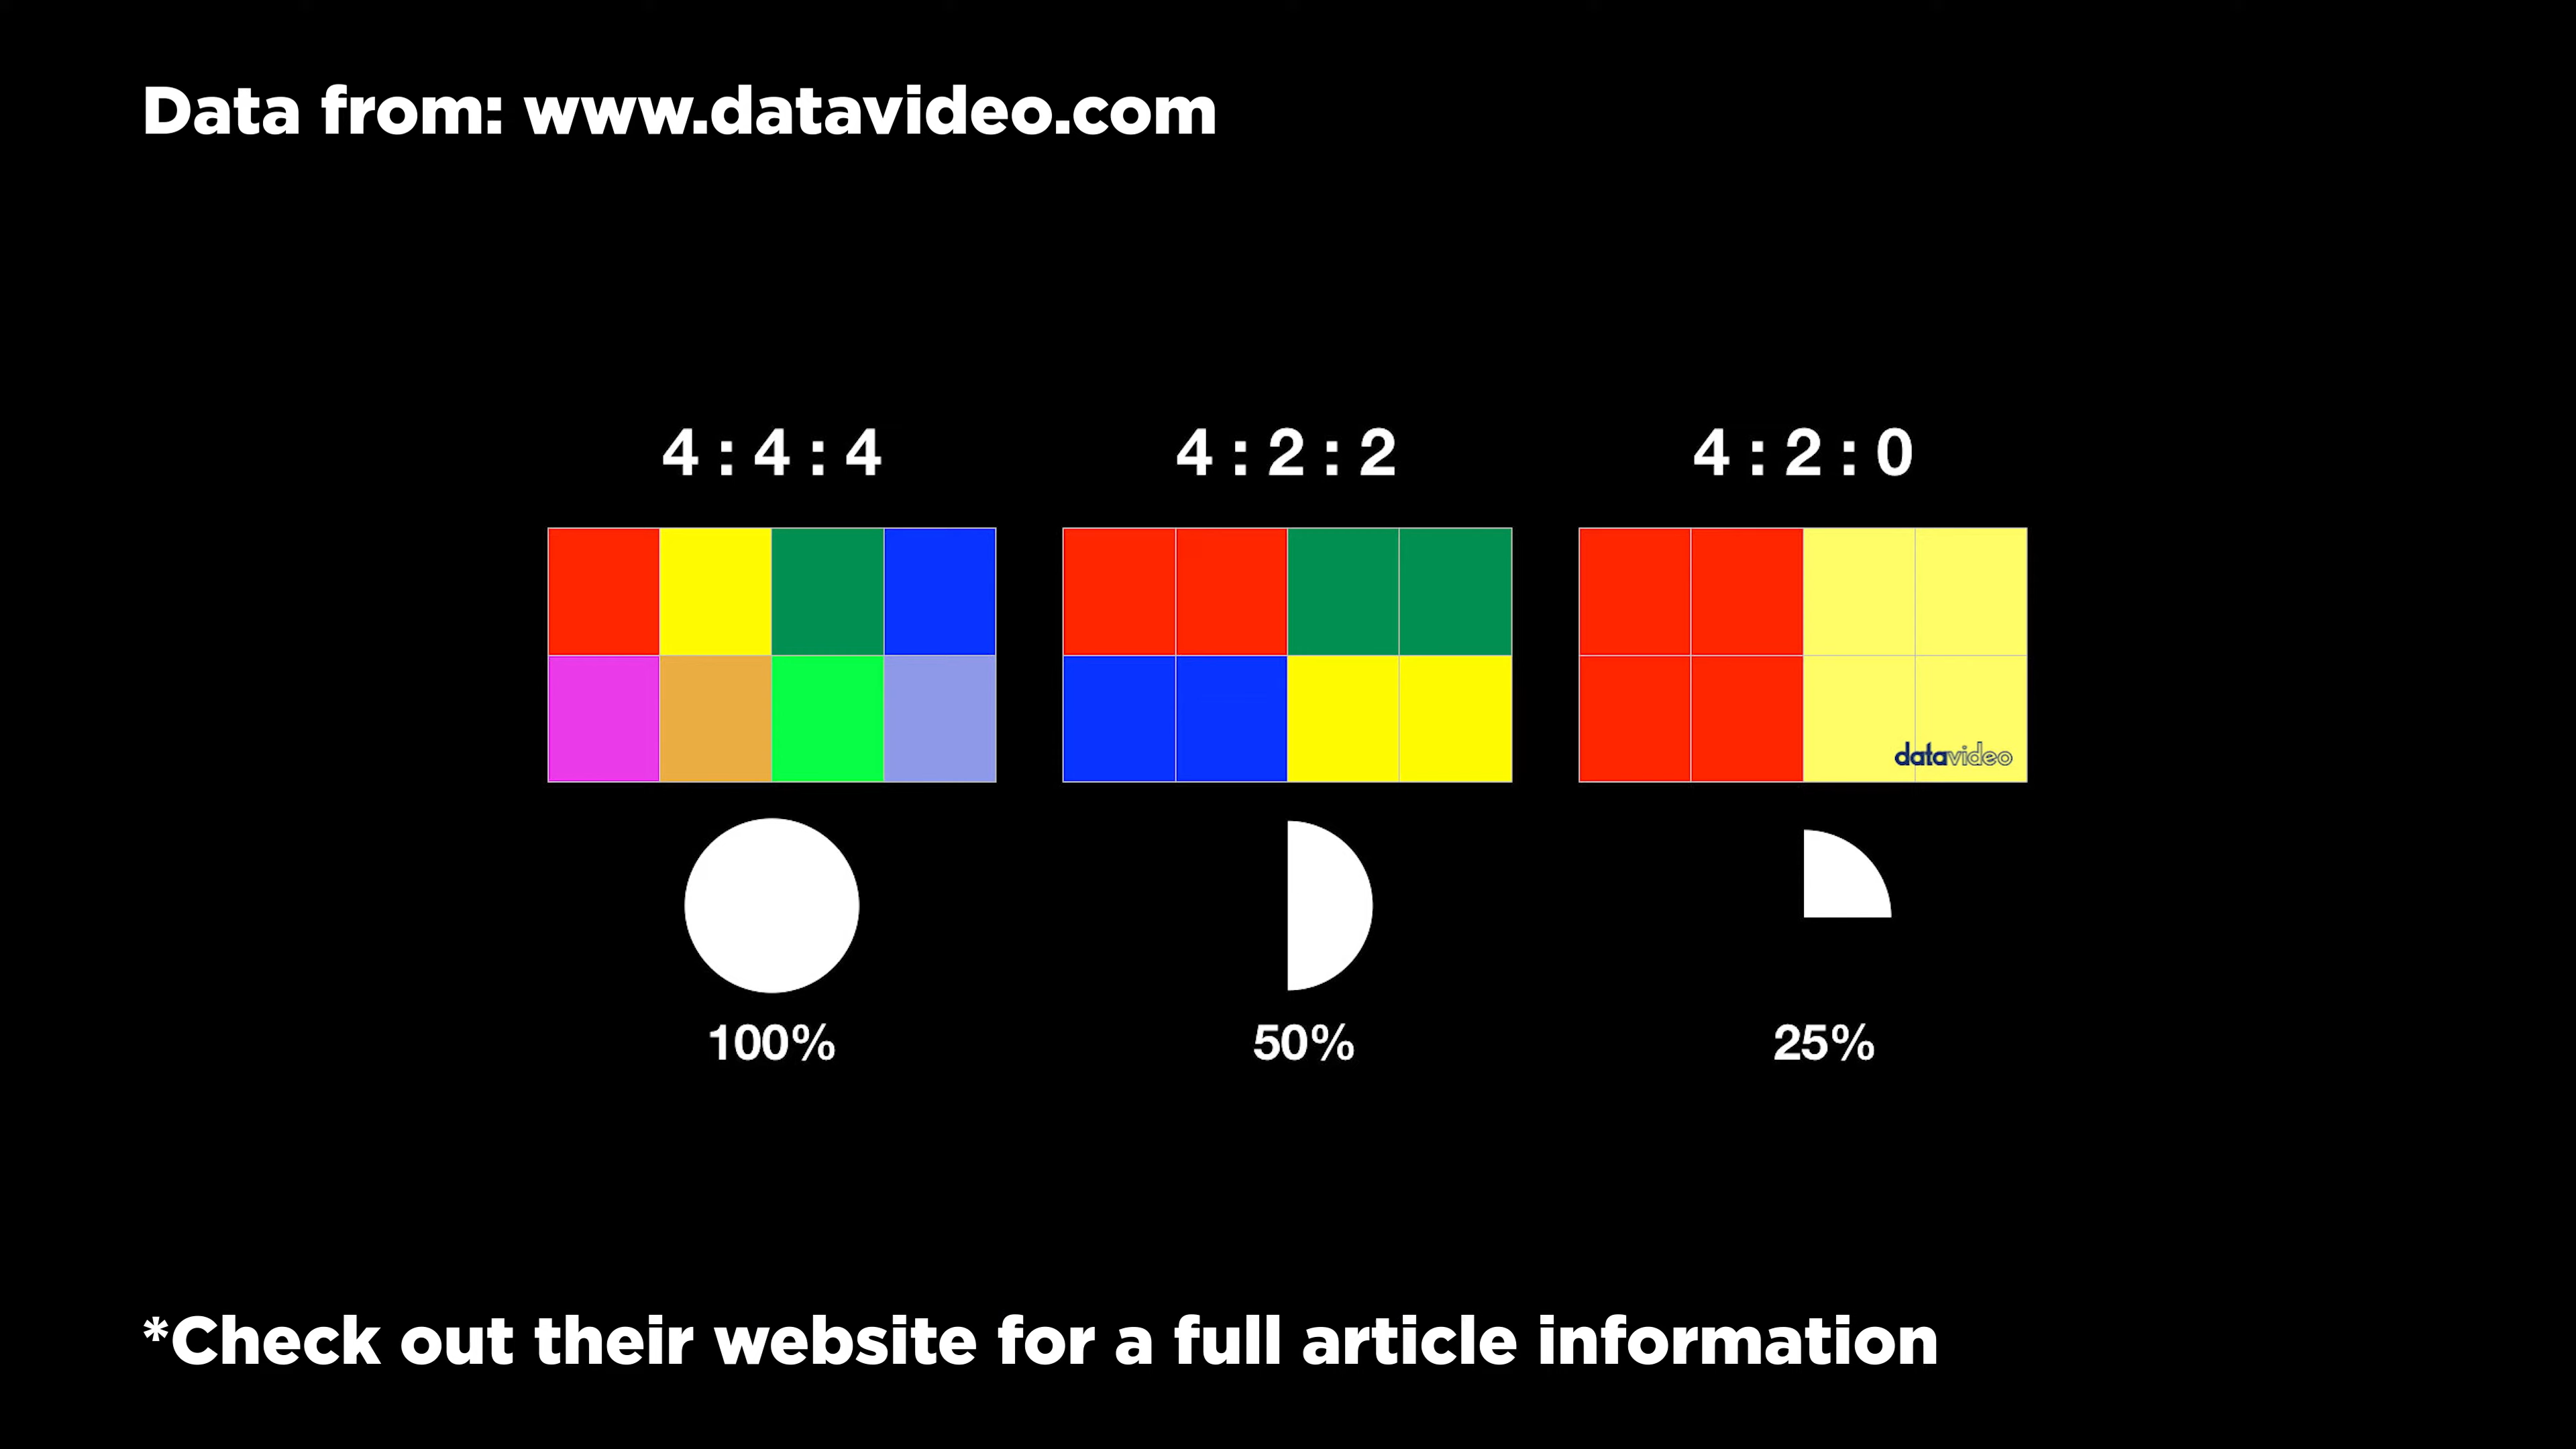 Data from: www.datavideo.com
4 : 4 : 4
4 : 2 : 2
4 : 2 : 0
datavideo
100%
50%
25%
*Check out their website for a full article information